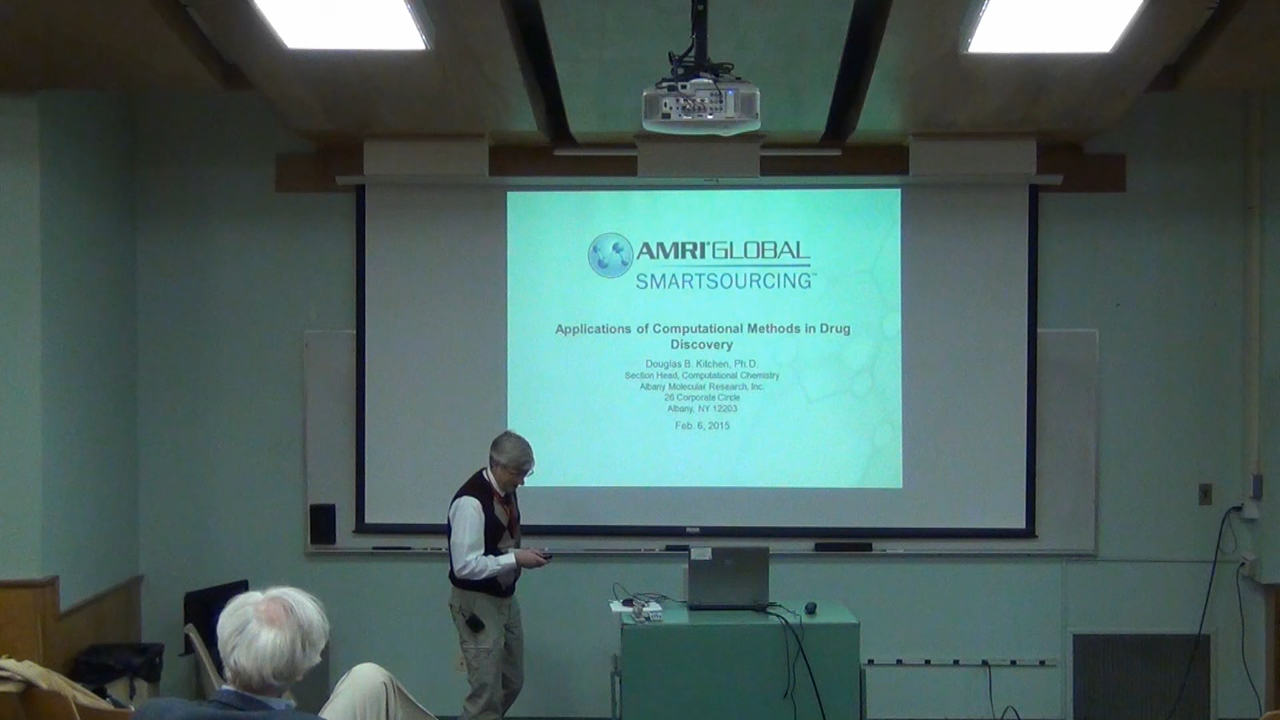 AMRI GLOBAL
SMARTSOURCING™
Applications of Computational Methods in Drug
Discovery
Douglas B. Kitchen, Ph.D.
Section Head, Computational Chemistry
Albany Molecular Research, Inc.
26 Corporate Circle
Albany, NY 12203
Feb. 6, 2015